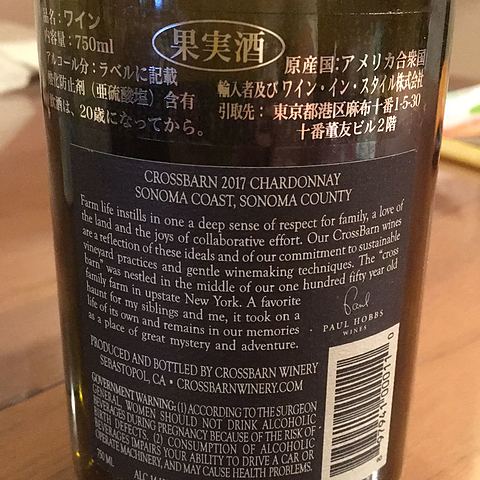 品名：ワイン
内容量：750ml
アルコール分：ラベルに記載
酸化防止剤（亜硫酸塩）含有
飲酒は、20歳になってから。
果実酒
原産国：アメリカ合衆国
輸入者及び ワイン・イン・スタイル株式会社
引取先： 東京都港区麻布十番1-5-30
十番董友ビル2階
CROSSBARN 2017 CHARDONNAY
SONOMA COAST, SONOMA COUNTY
Farm life instills in one a deep sense of respect for family, a love of
the land and the joys of collaborative effort. Our CrossBarn wines
are a reflection of these ideals and of our commitment to sustainable
vineyard practices and gentle winemaking techniques. The “cross
barn” was nestled in the middle of our one hundred fifty year old
family farm in upstate New York. A favorite
haunt for my siblings and me, it took on a
life of its own and remains in our memories
as a place of great mystery and adventure.
Paul
PAUL HOBBS
WINES
PRODUCED AND BOTTLED BY CROSSBARN WINERY
SEBASTOPOL, CA • CROSSBARNWINERY.COM
GOVERNMENT WARNING: (1) ACCORDING TO THE SURGEON
GENERAL, WOMEN SHOULD NOT DRINK ALCOHOLIC
BEVERAGES DURING PREGNANCY BECAUSE OF THE RISK OF
BIRTH DEFECTS. (2) CONSUMPTION OF ALCOHOLIC
BEVERAGES IMPAIRS YOUR ABILITY TO DRIVE A CAR OR
OPERATE MACHINERY, AND MAY CAUSE HEALTH PROBLEMS.
750 ML